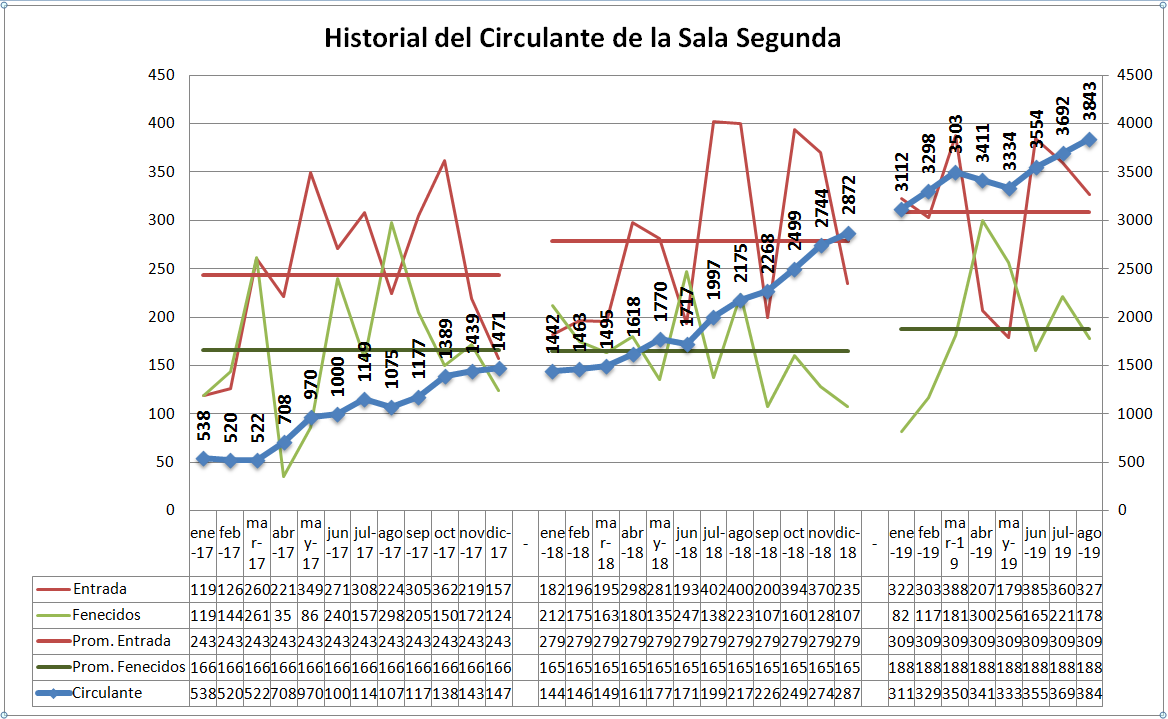 Historial del Circulante de la Sala Segunda
450 4500
400 4000
350 3500
300 3000
250 2500
200 2000
150 1500
100 1000
50 500
0 0
538 520 522 708 970 1000 1149 1075 1177 1389 1439 1471 1442 1463 1495 1618 1770 1717 1997 2175 2268 2499 2744 2872 3112 3298 3503 3411 3334 3554 3692 3843
ene-17 feb-17 mar-17 abr-17 may-17 jun-17 jul-17 ago-17 sep-17 oct-17 nov-17 dic-17 - ene-18 feb-18 mar-18 abr-18 may-18 jun-18 jul-18 ago-18 sep-18 oct-18 nov-18 dic-18 - ene-19 feb-19 mar-19 abr-19 may-19 jun-19 jul-19 ago-19
Entrada 119 126 260 221 349 271 308 224 305 362 219 157 182 196 195 298 281 193 402 400 200 394 370 235 322 303 388 207 179 385 360 327
Fenecidos 119 144 261 35 86 240 157 298 205 150 172 124 212 175 163 180 135 247 138 223 107 160 128 107 82 117 181 300 256 165 221 178
Prom. Entrada 243 243 243 243 243 243 243 243 243 243 243 243 279 279 279 279 279 279 279 279 279 279 279 279 309 309 309 309 309 309 309 309
Prom. Fenecidos 166 166 166 166 166 166 166 166 166 166 166 166 165 165 165 165 165 165 165 165 165 165 165 165 188 188 188 188 188 188 188 188
Circulante 538 520 522 708 970 100 114 107 117 138 143 147 144 146 149 161 177 171 199 217 226 249 274 287 311 329 350 341 333 355 369 384